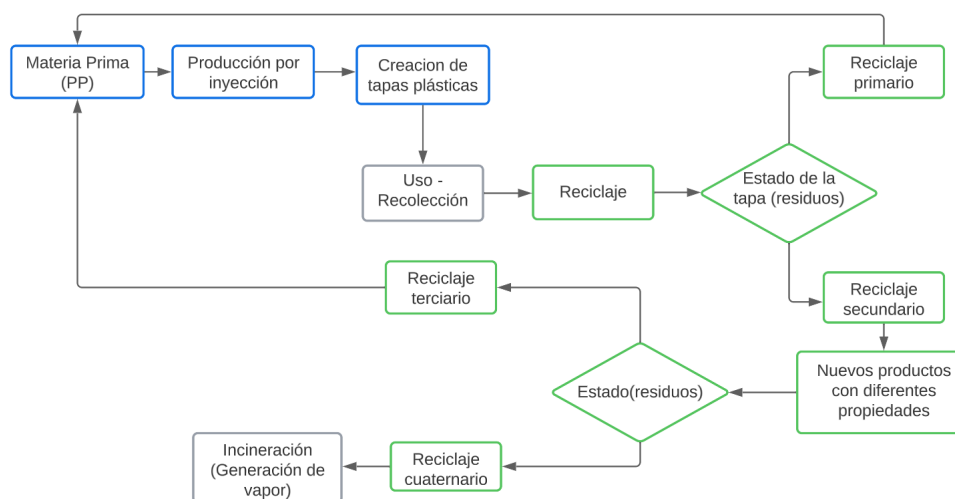 Materia Prima
(PP)
Producción por
inyección
Creacion de
tapas plásticas
Reciclaje
primario
Uso -
Recolección
Reciclaje
Estado de la
tapa (residuos)
Reciclaje
terciario
Reciclaje
secundario
Estado(residuos)
Nuevos productos
con diferentes
propiedades
Incineración
(Generación de
vapor)
Reciclaje
cuaternario